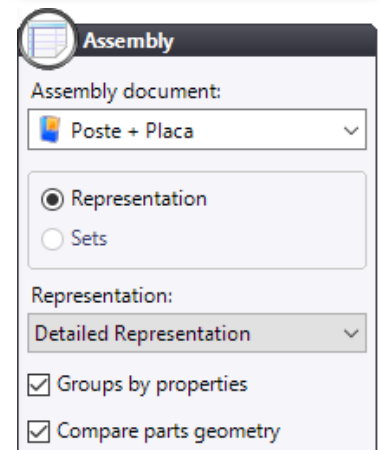 Assembly
Assembly document:
Poste + Placa
Representation
Sets
Representation:
Detailed Representation
Groups by properties
Compare parts geometry